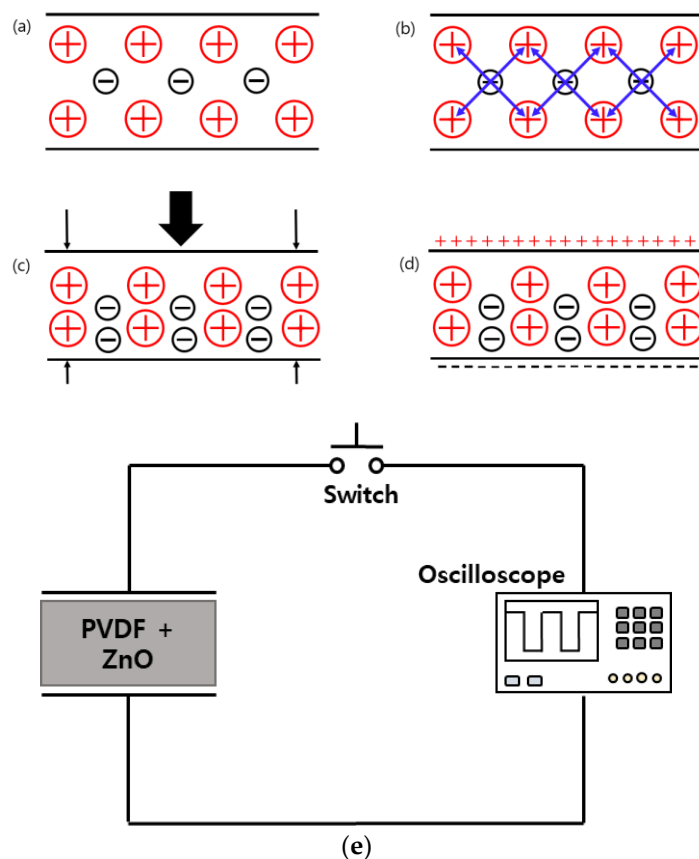 (a)
(b)
(c)
(d)
Switch
Oscilloscope
PVDF +
ZnO
(e)